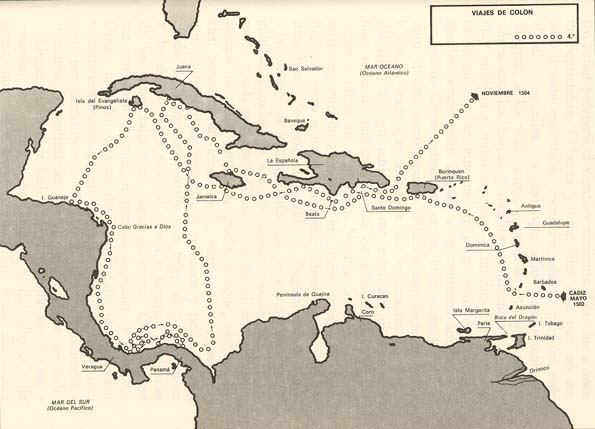 VIAJES DE COLON
4.º
Juana
San Salvador
MAR OCEANO
(Océano Atlántico)
NOVIEMBRE 1504
Isla del Evangelista
(Pinos)
Baveque
La Española
Borinquen
(Puerto Rico)
I. Guanaja
Jamaica
Beata
Santo Domingo
Antigua
Cabo Gracias a Dios
Guadalupe
Dominica
Martinica
Barbados
CADIZ
MAYO
1502
Península de Guajira
I. Curacao
Coro
Asunción
Isla Margarita
Boca del Dragón
Paria
I. Tobago
I. Trinidad
Veragua
Panamá
Orinoco
MAR DEL SUR
(Océano Pacífico)